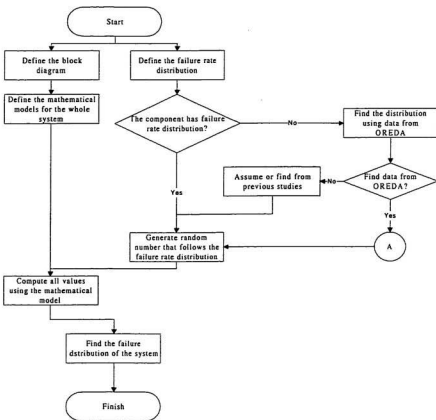 Start
Define the block
diagram
Define the failure rate
distribution
Define the mathematical
models for the whole
system
The component has failure
rate distribution?
No
Find the distribution
using data from
OREDA
Assume or find from
previous studies
No
Find data from
OREDA?
Yes
Yes
Generate random
number that follows the
failure rate distribution
A
Compute all values
using the mathematical
model
Find the failure
dstribution of the system
Finish